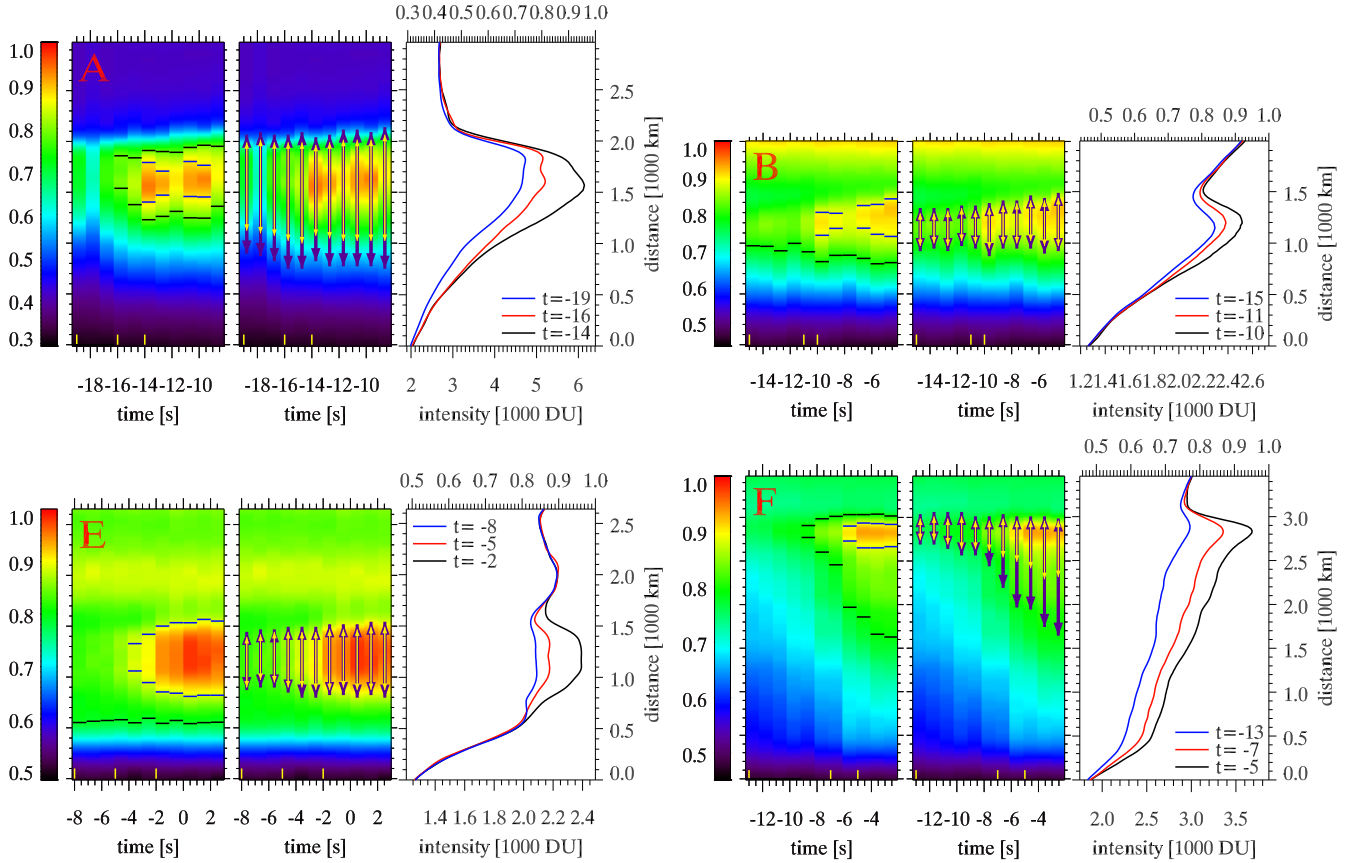 0.3 0.4 0.5 0.6 0.7 0.8 0.9 1.0
1.0
0.9
0.8
0.7
0.6
0.5
0.4
0.3
A
2.5
2.0
1.5
1.0
0.5
0.0
distance [1000 km]
t=-19
t=-16
t=-14
-18-16-14-12-10
-18-16-14-12-10
2 3 4 5 6
time [s]
time [s]
intensity [1000 DU]
0.5 0.6 0.7 0.8 0.9 1.0
1.0
0.9
0.8
0.7
0.6
0.5
B
1.5
1.0
0.5
0.0
distance [1000 km]
t=-15
t=-11
t=-10
-14-12-10 -8 -6
-14-12-10 -8 -6
1.21.41.61.82.02.22.42.6
time [s]
time [s]
intensity [1000 DU]
0.5 0.6 0.7 0.8 0.9 1.0
1.0
0.9
0.8
0.7
0.6
0.5
E
t= -8
t= -5
t= -2
2.5
2.0
1.5
1.0
0.5
0.0
distance [1000 km]
-8 -6 -4 -2 0 2
-8 -6 -4 -2 0 2
1.4 1.6 1.8 2.0 2.2 2.4
time [s]
time [s]
intensity [1000 DU]
0.5 0.6 0.7 0.8 0.9 1.0
1.0
0.9
0.8
0.7
0.6
0.5
F
3.0
2.5
2.0
1.5
1.0
0.5
0.0
distance [1000 km]
t=-13
t= -7
t= -5
-12-10 -8 -6 -4
-12-10 -8 -6 -4
2.0 2.5 3.0 3.5
time [s]
time [s]
intensity [1000 DU]